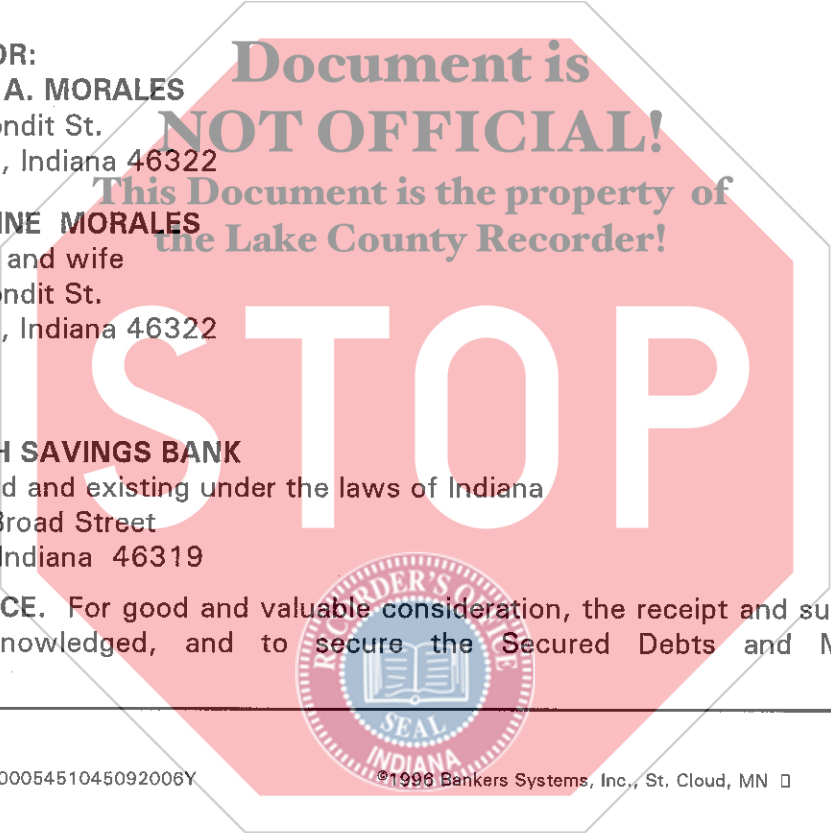 Document is
NOT OFFICIAL!
This Document is the property of
the Lake County Recorder!
STOP
OR:
A. MORALES
ondit St.
, Indiana 46322
INE MORALES
and wife
ondit St.
, Indiana 46322
H SAVINGS BANK
d and existing under the laws of Indiana
Broad Street
Indiana 46319
CE. For good and valuable consideration, the receipt and su
nowledged, and to secure the Secured Debts and M
RECORDER'S OFFICE
SEAL
INDIANA
0005451045092006Y
©1996 Bankers Systems, Inc., St. Cloud, MN